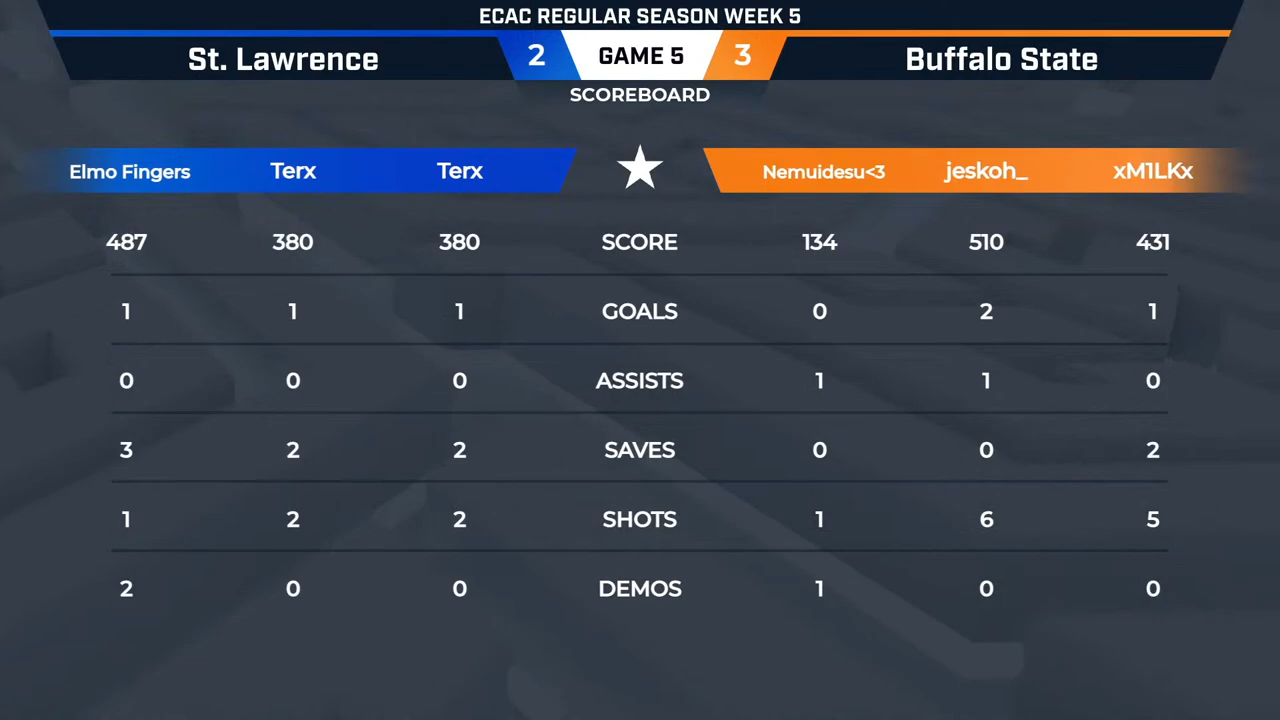 ECAC REGULAR SEASON WEEK 5
St. Lawrence 2 GAME 5 3 Buffalo State
SCOREBOARD
Elmo Fingers Terx Terx Nemuidesu<3 jeskoh_ xM1LKx
487 380 380 SCORE 134 510 431
1 1 1 GOALS 0 2 1
0 0 0 ASSISTS 1 1 0
3 2 2 SAVES 0 0 2
1 2 2 SHOTS 1 6 5
2 0 0 DEMOS 1 0 0